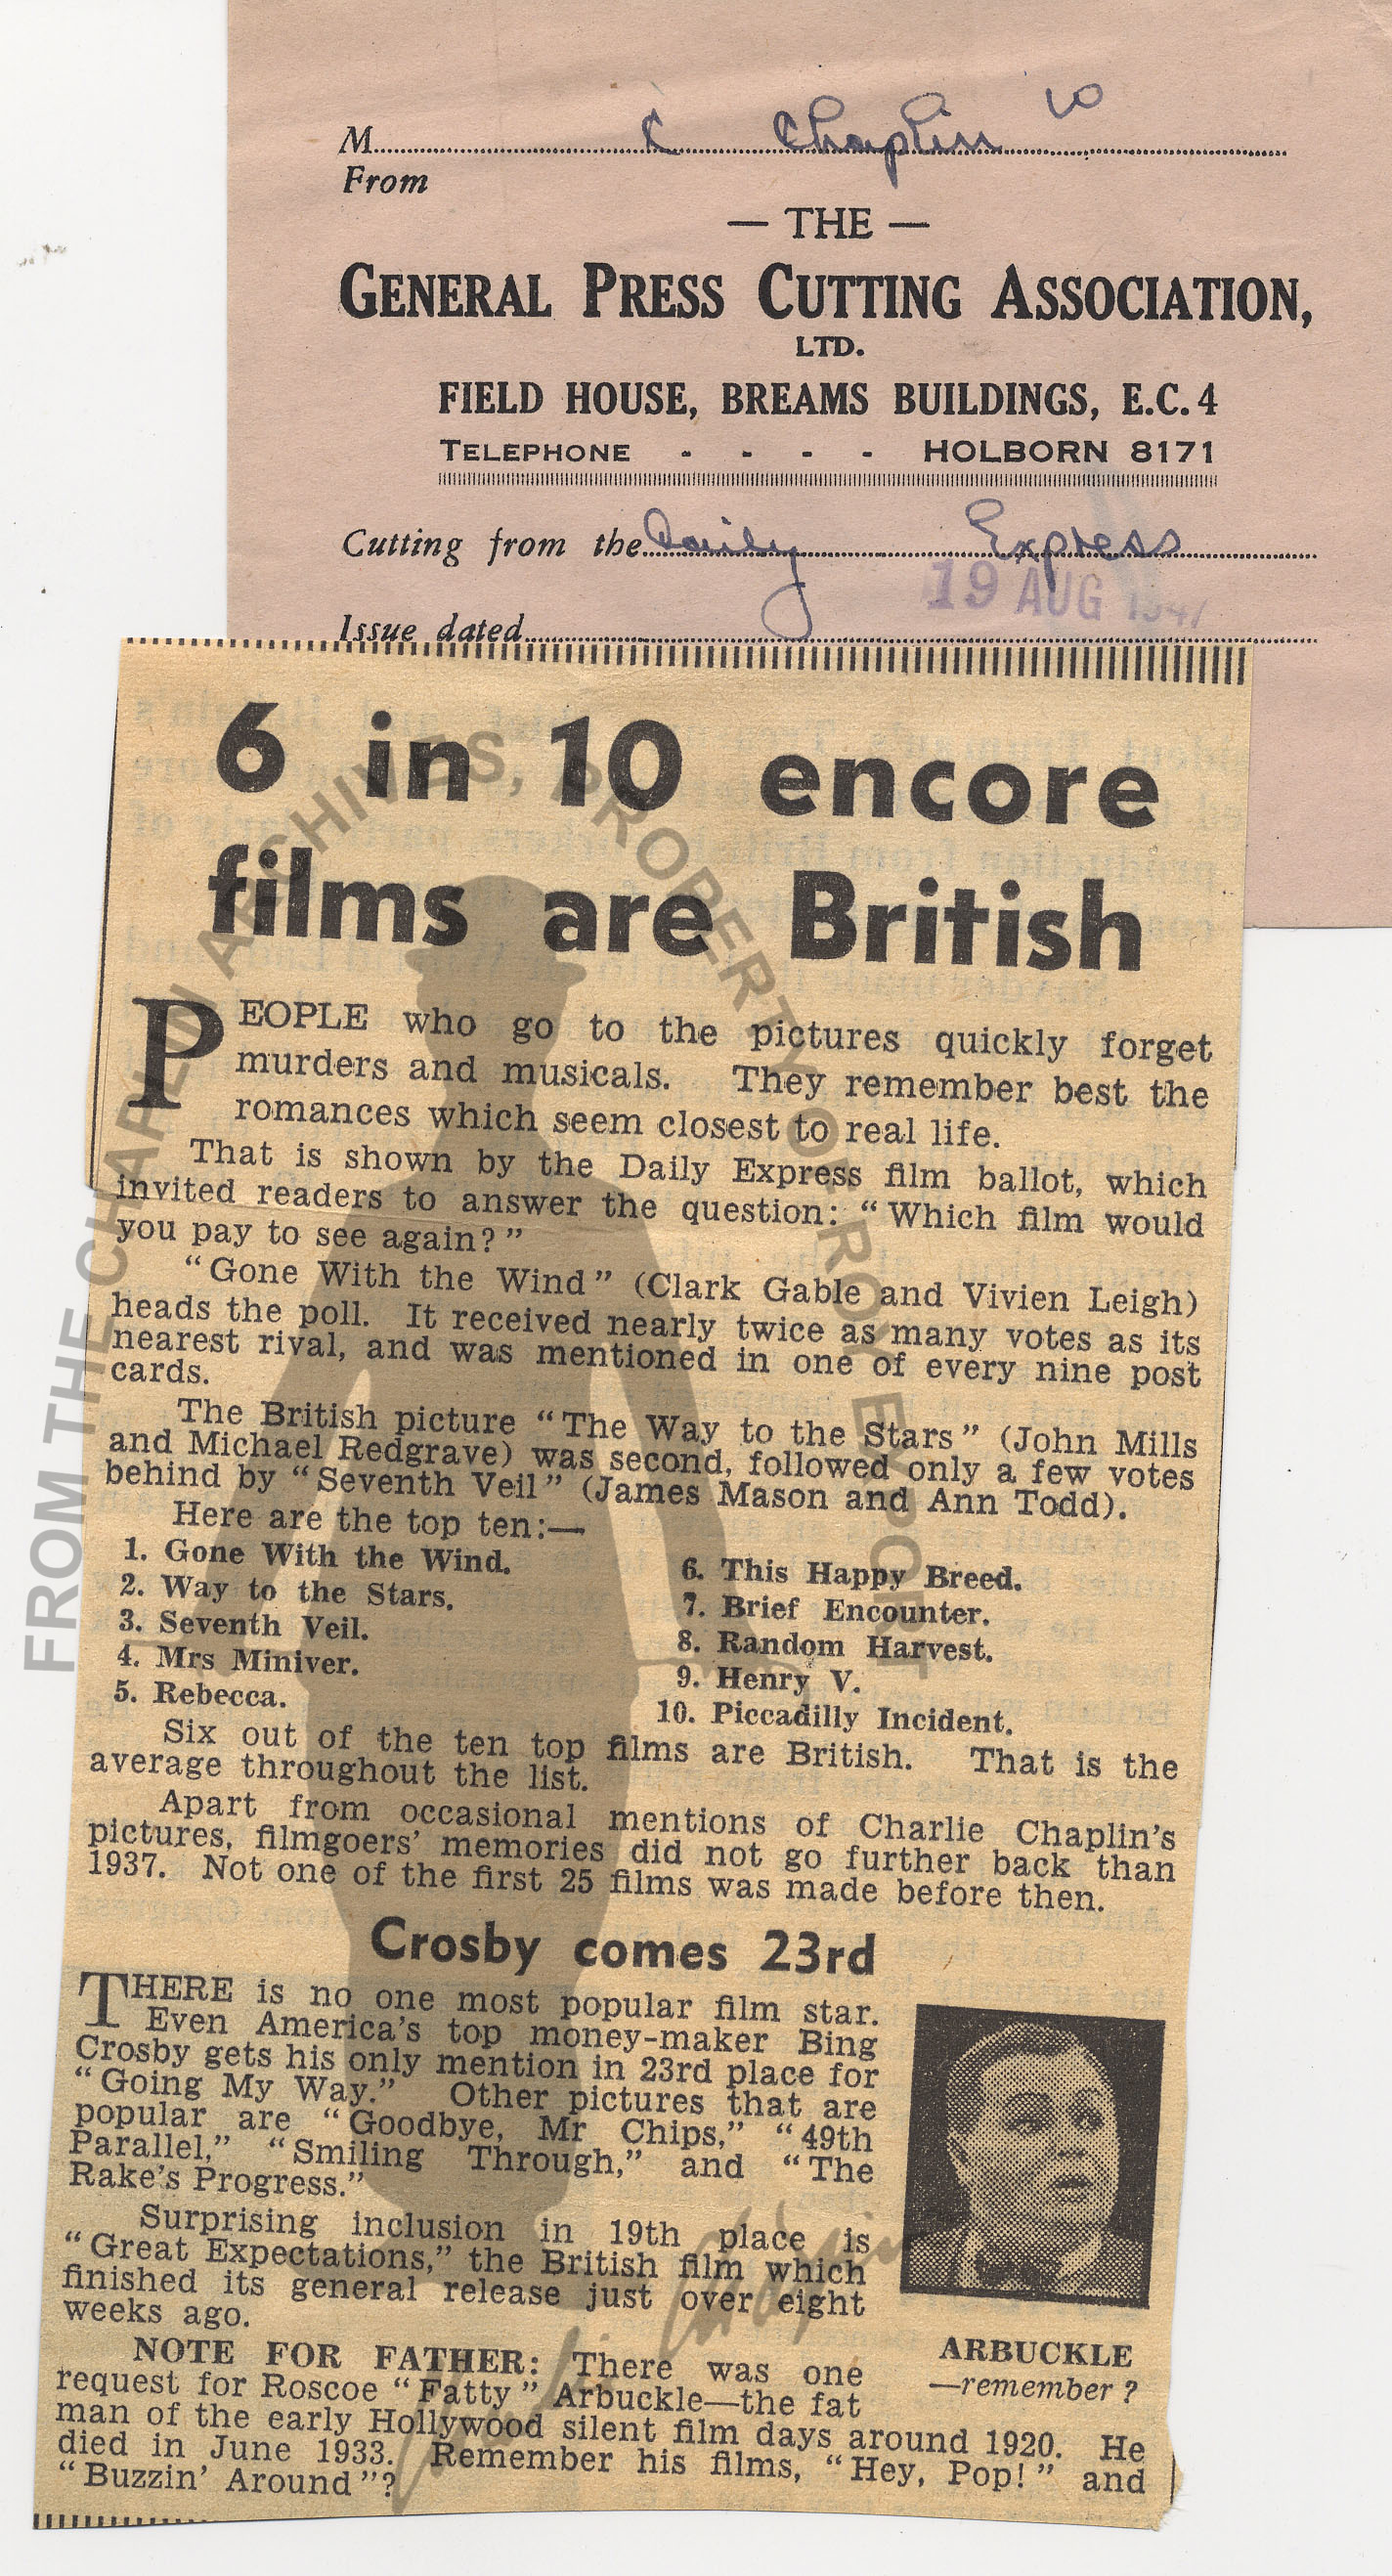 M. C Chaplin
From
— THE —
GENERAL PRESS CUTTING ASSOCIATION,
LTD.
FIELD HOUSE, BREAMS BUILDINGS, E.C.4
TELEPHONE - - - - HOLBORN 8171
Cutting from the Daily Express
19 AUG 1947
Issue dated
6 in 10 encore
films are British
PEOPLE who go to the pictures quickly forget
murders and musicals. They remember best the
romances which seem closest to real life.
That is shown by the Daily Express film ballot, which
invited readers to answer the question: “Which film would
you pay to see again?”
“Gone With the Wind” (Clark Gable and Vivien Leigh)
heads the poll. It received nearly twice as many votes as its
nearest rival, and was mentioned in one of every nine post
cards.
The British picture “The Way to the Stars” (John Mills
and Michael Redgrave) was second, followed only a few votes
behind by “Seventh Veil” (James Mason and Ann Todd).
Here are the top ten:—
1. Gone With the Wind.
2. Way to the Stars.
3. Seventh Veil.
4. Mrs Miniver.
5. Rebecca.
6. This Happy Breed.
7. Brief Encounter.
8. Random Harvest.
9. Henry V.
10. Piccadilly Incident.
Six out of the ten top films are British. That is the
average throughout the list.
Apart from occasional mentions of Charlie Chaplin’s
pictures, filmgoers’ memories did not go further back than
1937. Not one of the first 25 films was made before then.
Crosby comes 23rd
THERE is no one most popular film star.
Even America’s top money-maker Bing
Crosby gets his only mention in 23rd place for
“Going My Way.” Other pictures that are
popular are “Goodbye, Mr Chips,” “49th
Parallel,” “Smiling Through,” and “The
Rake’s Progress.”
Surprising inclusion in 19th place is
“Great Expectations,” the British film which
finished its general release just over eight
weeks ago.
NOTE FOR FATHER: There was one
request for Roscoe “Fatty” Arbuckle—the fat
man of the early Hollywood silent film days around 1920. He
died in June 1933. Remember his films, “Hey, Pop!” and
“Buzzin’ Around”?
ARBUCKLE
—remember?
FROM THE CHARLIN ARCHIVES, PROPERTY OF ROY EXPORT